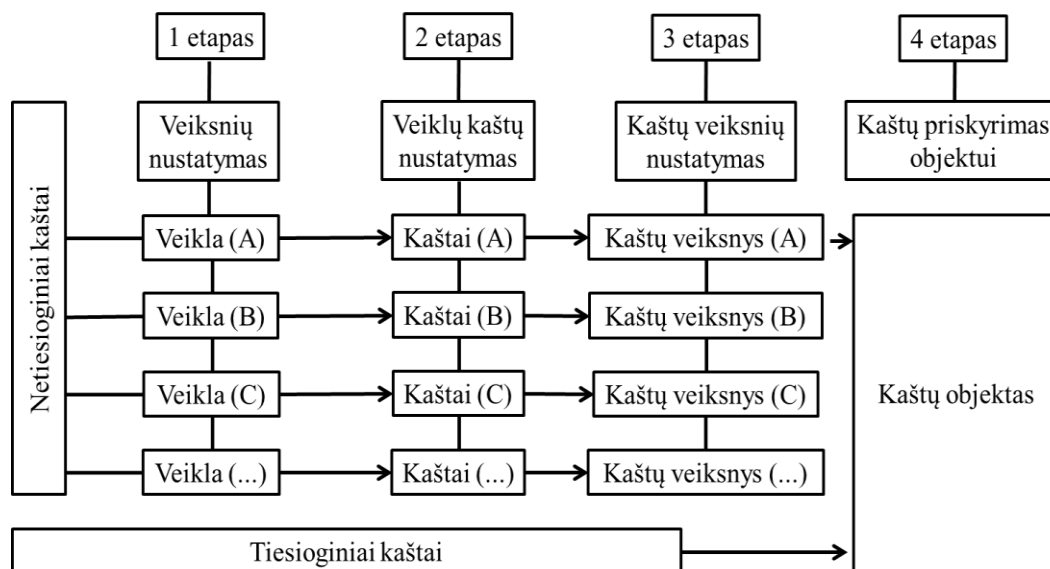 1 etapas
2 etapas
3 etapas
4 etapas
Veiksnių
nustatymas
Veiklų kaštų
nustatymas
Kaštų veiksnių
nustatymas
Kaštų priskyrimas
objektui
Netiesioginiai kaštai
Veikla (A)
Kaštai (A)
Kaštų veiksnys (A)
Veikla (B)
Kaštai (B)
Kaštų veiksnys (B)
Veikla (C)
Kaštai (C)
Kaštų veiksnys (C)
Kaštų objektas
Veikla (...)
Kaštai (...)
Kaštų veiksnys (...)
Tiesioginiai kaštai